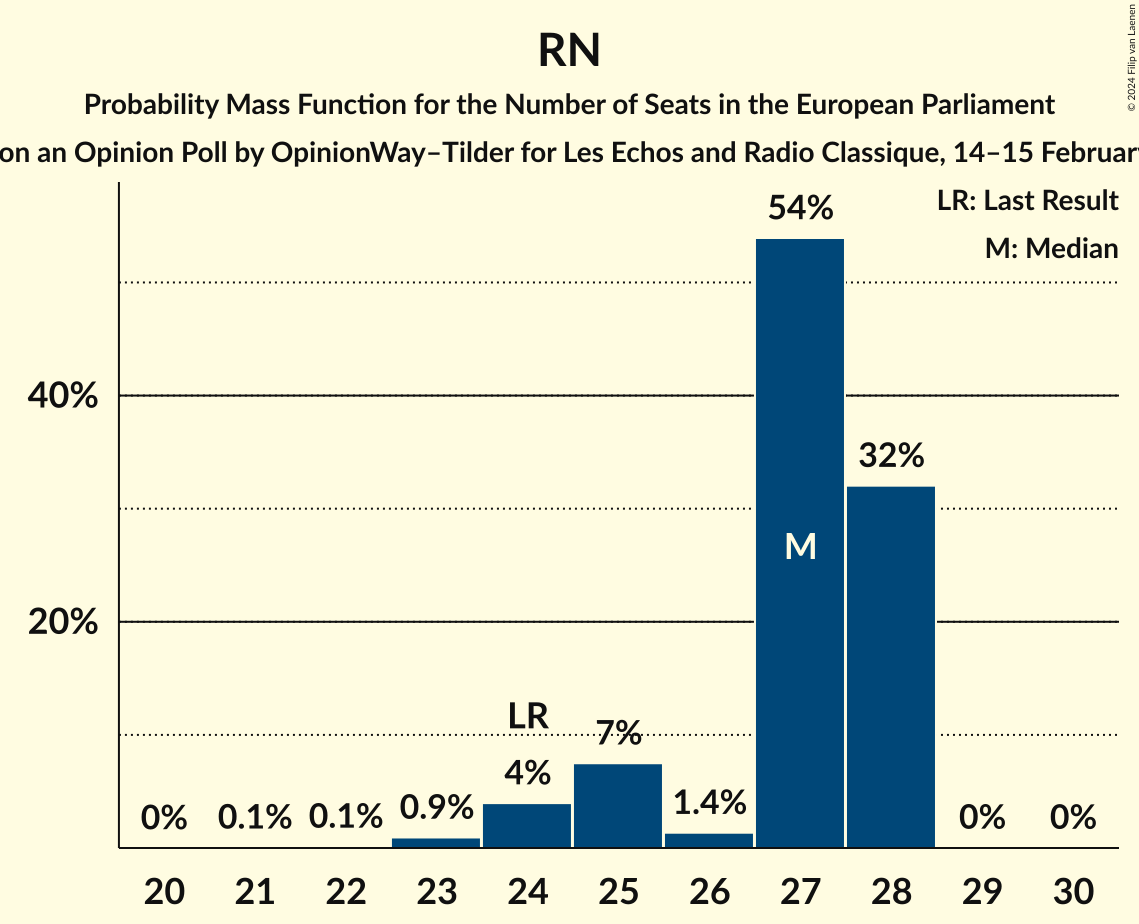 © 2024 Filip van Laenen
RN
Probability Mass Function for the Number of Seats in the European Parliament
on an Opinion Poll by OpinionWay–Tilder for Les Echos and Radio Classique, 14–15 February
LR: Last Result
M: Median
54%
40%
32%
M
20%
LR
7%
4%
0% 0.1% 0.1% 0.9% 1.4% 0% 0%
20 21 22 23 24 25 26 27 28 29 30